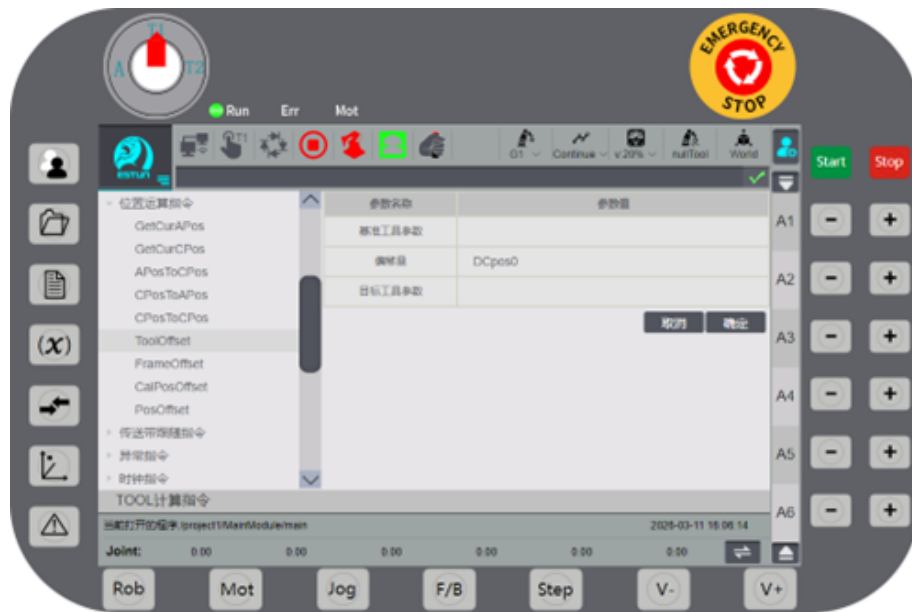 T1
A
T2
EMERGENCY
STOP
Run Err Mot
T1
ESTUN
G1 Continue V:20% nullTool World
Start Stop
位置运算指令
GetCurAPos
GetCurCPos
APosToCPos
CPosToAPos
CPosToCPos
ToolOffset
FrameOffset
CalPosOffset
PosOffset
传送带跟随指令
异常指令
时钟指令
TOOL计算指令
参数名称 参数值
基准工具参数
偏移量 DCpos0
目标工具参数
取消 确定
A1 - +
A2 - +
A3 - +
A4 - +
A5 - +
A6 - +
(x)
当前打开的程序:/project1/MainModule/main 2026-03-11 16:06:14
Joint: 0.00 0.00 0.00 0.00 0.00 0.00
Rob Mot Jog F/B Step V- V+